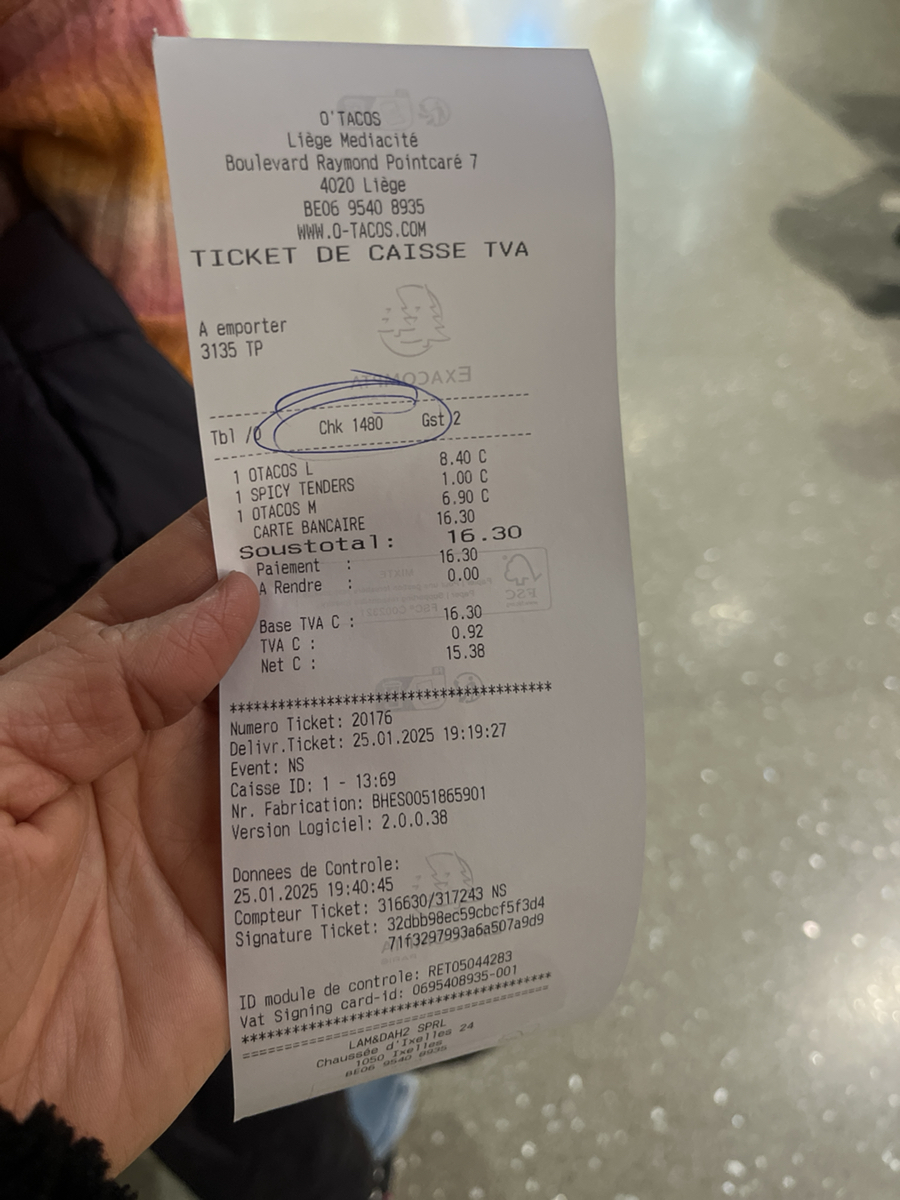 O'TACOS
Liège Mediacité
Boulevard Raymond Pointcaré 7
4020 Liège
BE06 9540 8935
WWW.O-TACOS.COM
TICKET DE CAISSE TVA
A emporter
3135 TP
EXACOMPTA
Tbl /0 Chk 1480 Gst 2
1 OTACOS L 8.40 C
1 SPICY TENDERS 1.00 C
1 OTACOS M 6.90 C
CARTE BANCAIRE 16.30
Soustotal: 16.30
Paiement : 16.30
A Rendre : 0.00
MIXTE
FSC
Base TVA C : 16.30
TVA C : 0.92
Net C : 15.38
******************************************
Numero Ticket: 20176
Delivr.Ticket: 25.01.2025 19:19:27
Event: NS
Caisse ID: 1 - 13:69
Nr. Fabrication: BHES0051865901
Version Logiciel: 2.0.0.38
Donnees de Controle:
25.01.2025 19:40:45
Compteur Ticket: 316630/317243 NS
Signature Ticket: 32dbb98ec59cbcf5f3d4
71f3297993a6a507a9d9
ID module de controle: RET05044283
Vat Signing card-id: 0695408935-001
******************************************
==========================================
LAM&DAH2 SPRL
Chaussée d'Ixelles 24
1050 Ixelles
BE06 9540 8935